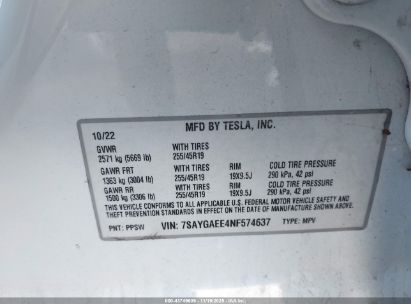 MFD BY TESLA, INC.
10/22
GVWR WITH TIRES
2571 kg (5669 lb) 255/45R19
GAWR FRT WITH TIRES RIM COLD TIRE PRESSURE
1363 kg (3004 lb) 255/45R19 19X9.5J 290 kPa, 42 psi
GAWR RR WITH TIRES RIM COLD TIRE PRESSURE
1500 kg (3306 lb) 255/45R19 19X9.5J 290 kPa, 42 psi
THIS VEHICLE CONFORMS TO ALL APPLICABLE U.S. FEDERAL MOTOR VEHICLE SAFETY AND
THEFT PREVENTION STANDARDS IN EFFECT ON THE DATE OF MANUFACTURE SHOWN ABOVE.
PNT: PPSW VIN: 7SAYGAEE4NF574637 TYPE: MPV